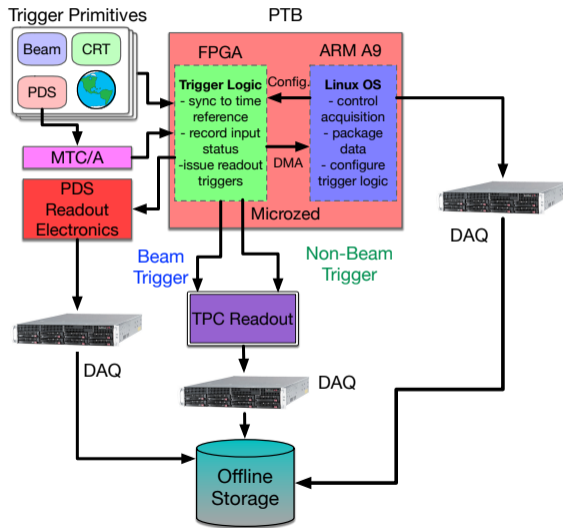 Trigger Primitives
PTB
Beam
CRT
PDS
FPGA
ARM A9
Trigger Logic
- sync to time
reference
- record input
status
-issue readout
triggers
Config.
DMA
Linux OS
- control
acquisition
- package
data
- configure
trigger logic
Microzed
MTC/A
PDS
Readout
Electronics
DAQ
Beam
Trigger
Non-Beam
Trigger
TPC Readout
DAQ
DAQ
Offline
Storage